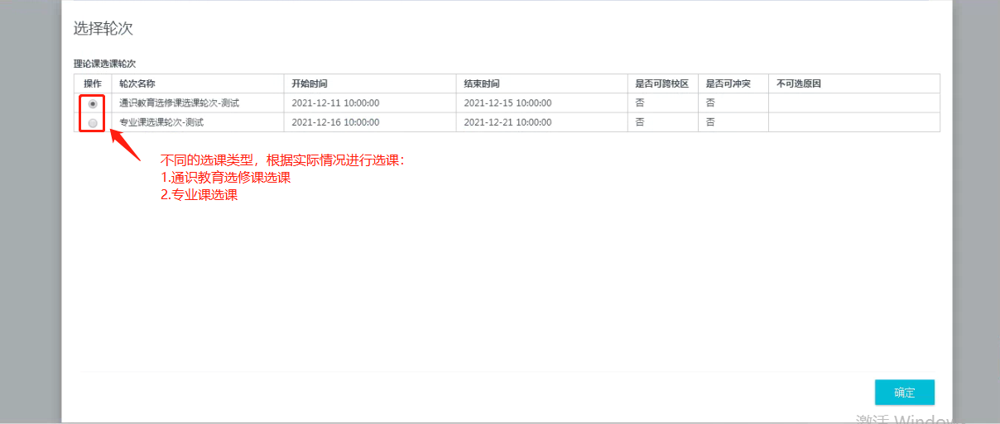 选择轮次
理论课选课轮次
操作 轮次名称 开始时间 结束时间 是否可跨校区 是否可冲突 不可选原因
通识教育选修课选课轮次-测试 2021-12-11 10:00:00 2021-12-15 10:00:00 否 否
专业课选课轮次-测试 2021-12-16 10:00:00 2021-12-21 10:00:00 否 否
不同的选课类型，根据实际情况进行选课：
1.通识教育选修课选课
2.专业课选课
确定
激活 Windows